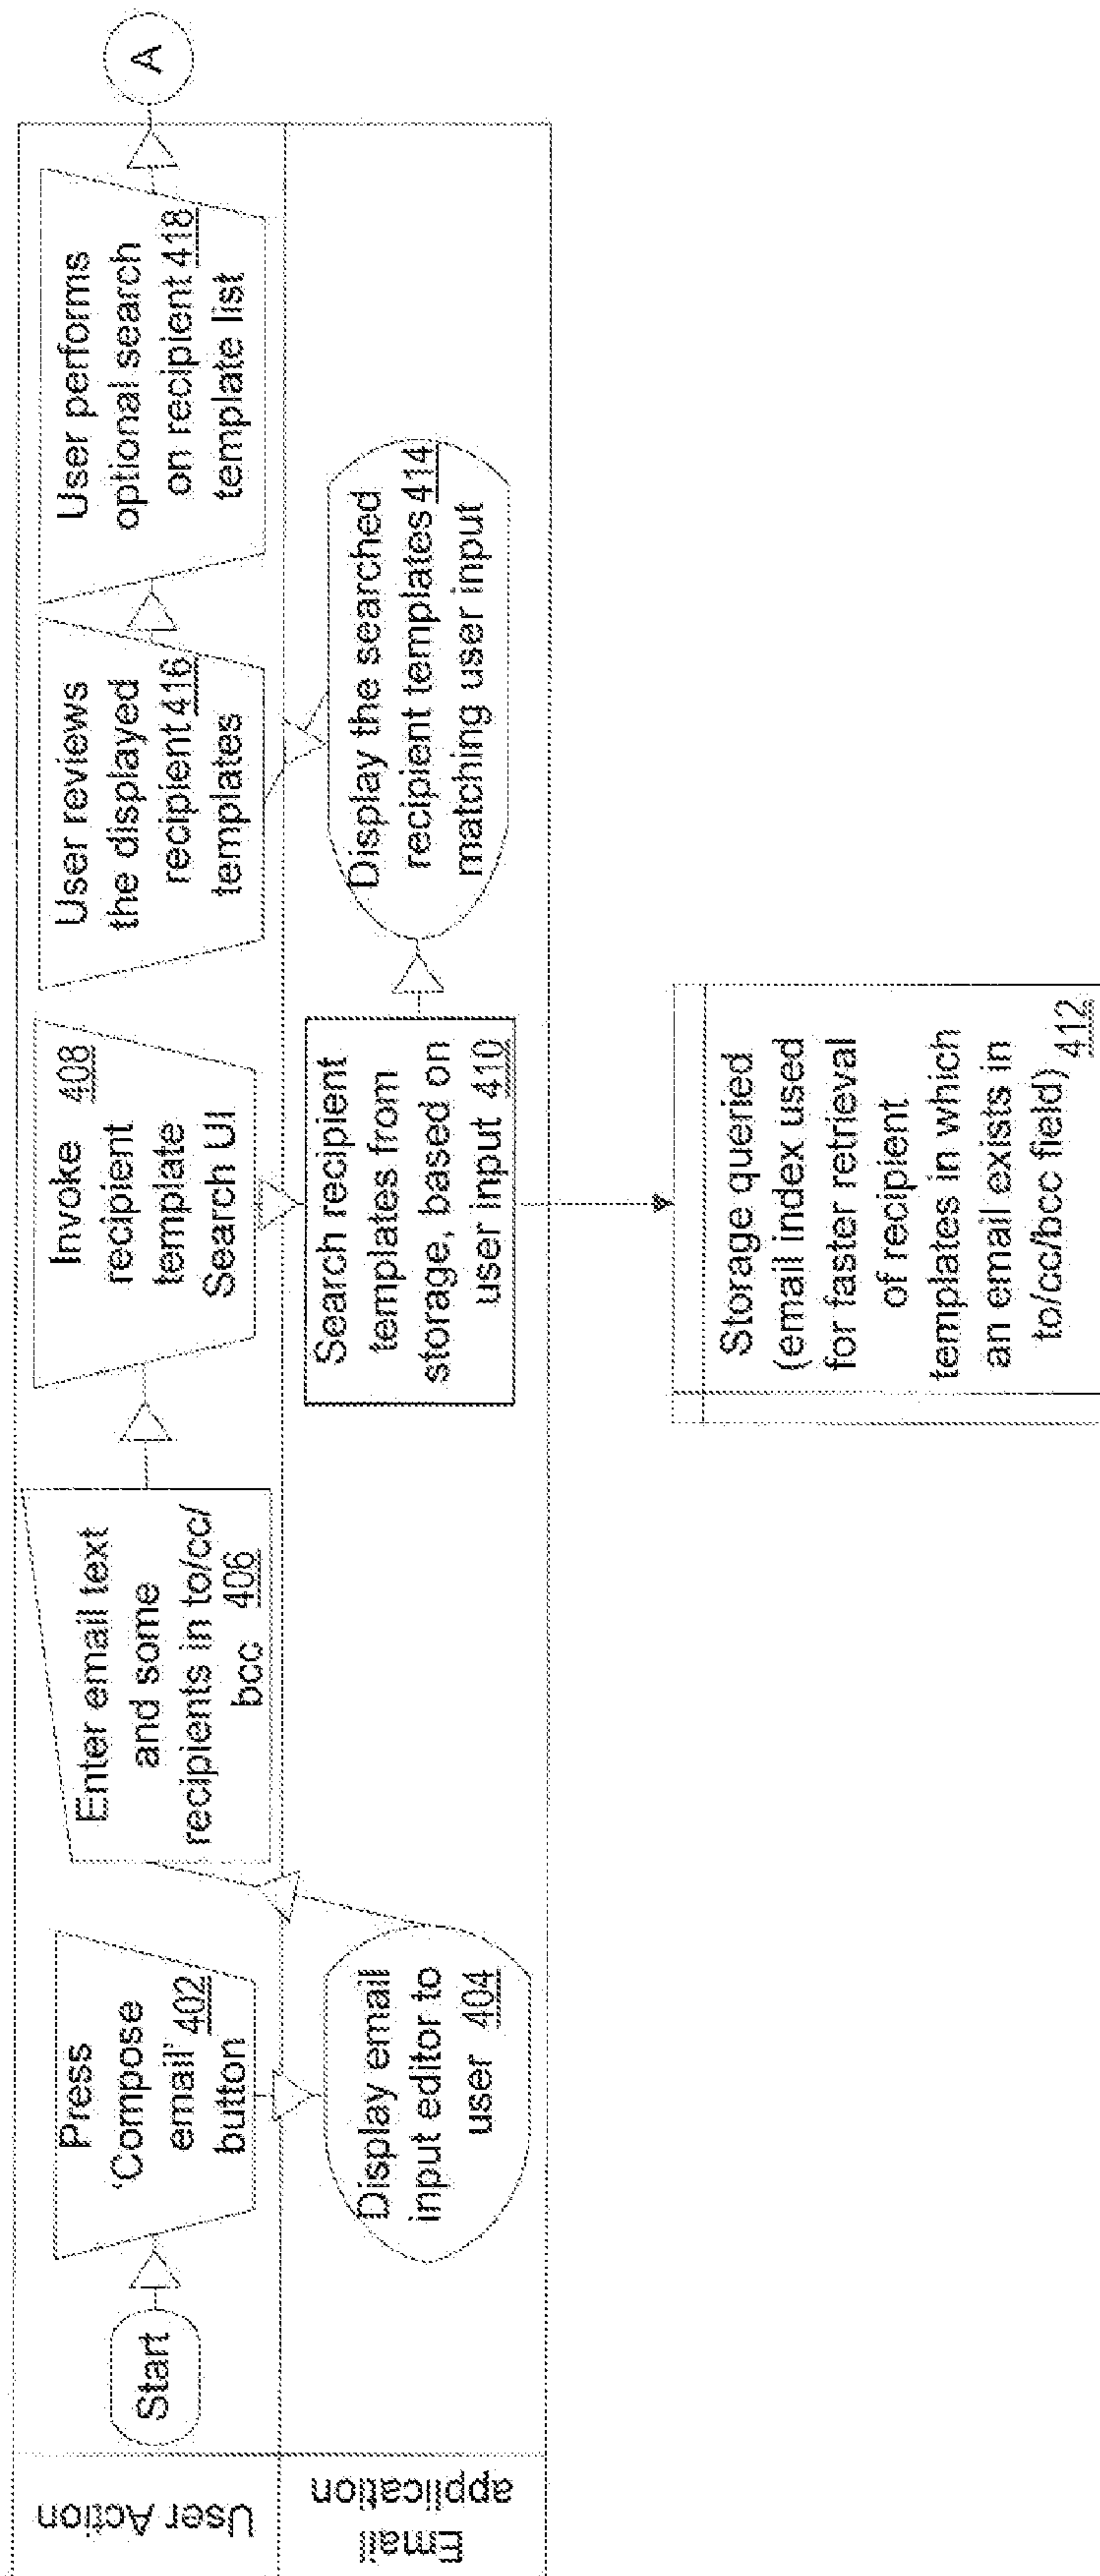 User Action
Email
application
Start
Press
'Compose
email' 402
button
Display email
input editor to
user 404
Enter email text
and some
recipients in to/cc/
bcc 406
Invoke 408
recipient
template
Search UI
Search recipient
templates from
storage, based on
user input 410
Storage queried
(email index used
for faster retrieval
of recipient
templates in which
an email exists in
to/cc/bcc field) 412
Display the searched
recipient templates 414
matching user input
User reviews
the displayed
recipient 416
templates
User performs
optional search
on recipient 418
template list
A